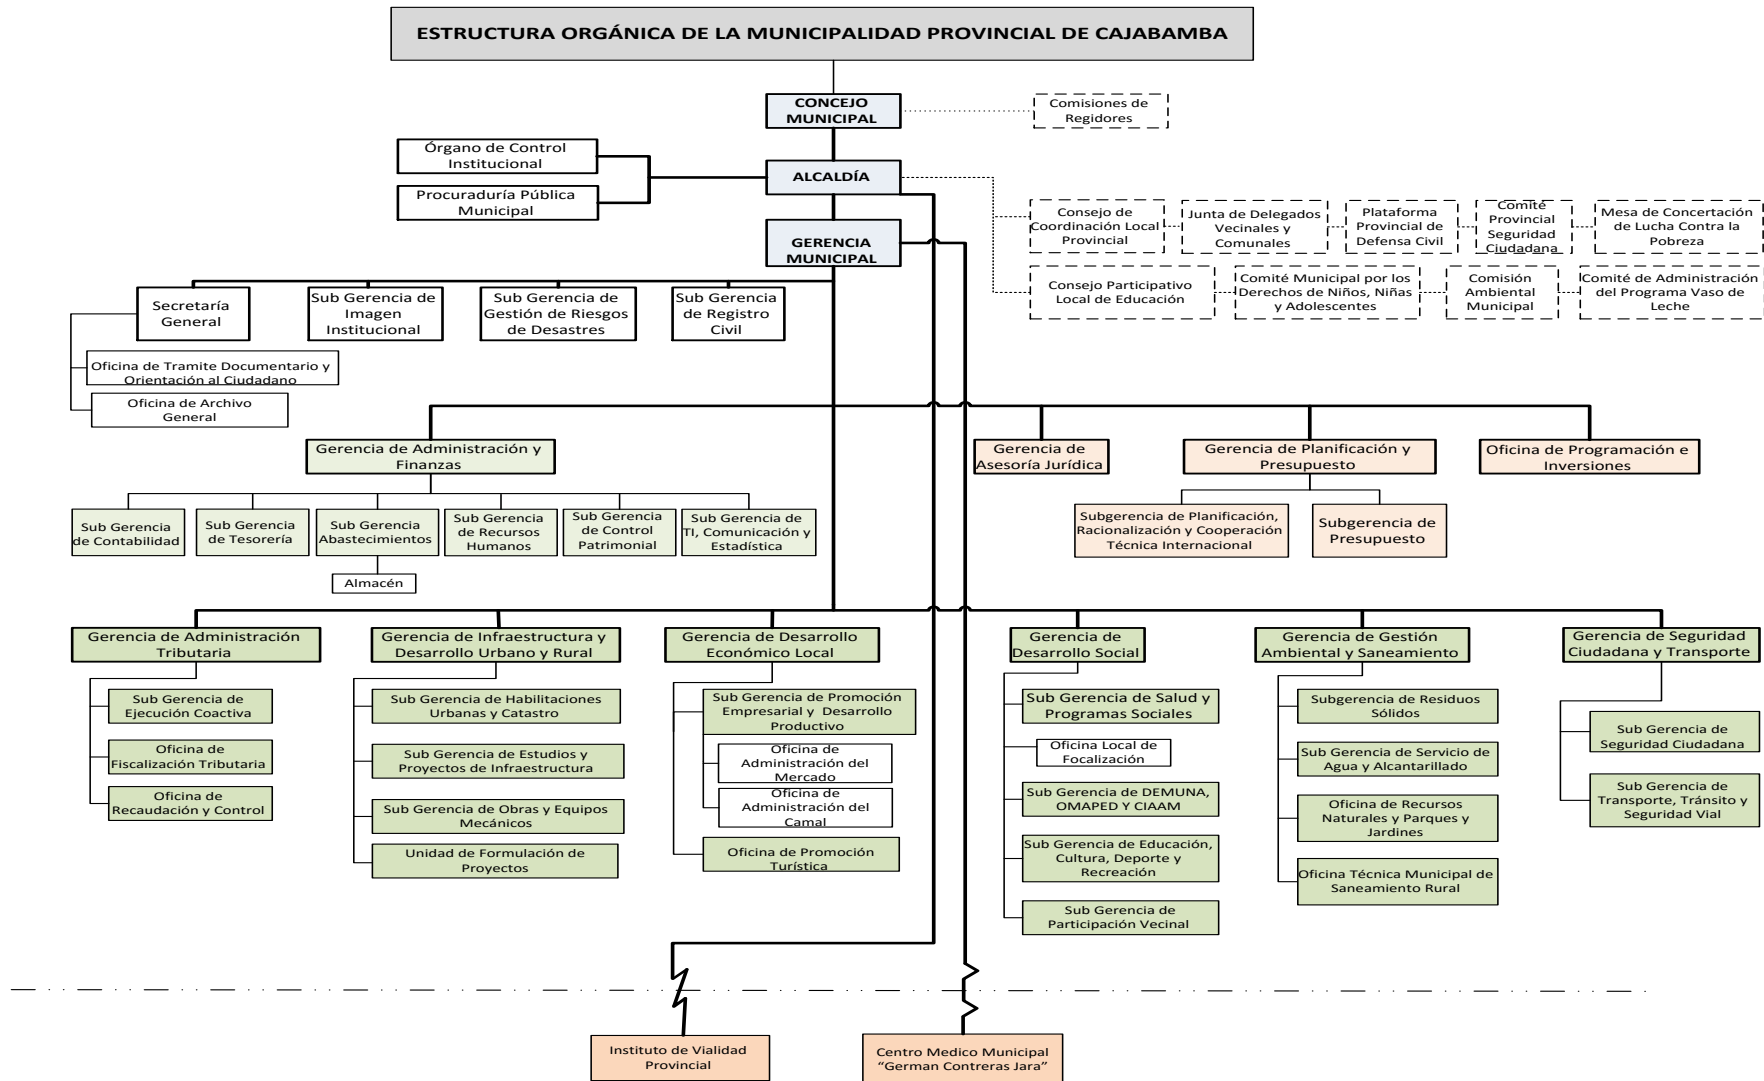 ESTRUCTURA ORGÁNICA DE LA MUNICIPALIDAD PROVINCIAL DE CAJABAMBA
CONCEJO
MUNICIPAL
Comisiones de
Regidores
Órgano de Control
Institucional
Procuraduría Pública
Municipal
ALCALDÍA
GERENCIA
MUNICIPAL
Consejo de
Coordinación Local
Provincial
Junta de Delegados
Vecinales y
Comunales
Plataforma
Provincial
de Defensa Civil
Comité
Provincial
Seguridad
Ciudadana
Mesa de Concertación
de Lucha Contra la
Pobreza
Consejo Participativo
Local de Educación
Comité Municipal por los
Derechos de Niños, Niñas
y Adolescentes
Comisión
Ambiental
Municipal
Comité de Administración
del Programa Vaso de
Leche
Secretaría
General
Sub Gerencia de
Imagen
Institucional
Sub Gerencia de
Gestión de Riesgos
de Desastres
Sub Gerencia
de Registro
Civil
Oficina de Tramite Documentario y
Orientación al Ciudadano
Oficina de Archivo
General
Gerencia de Administración y
Finanzas
Gerencia de
Asesoría Jurídica
Gerencia de Planificación y
Presupuesto
Oficina de Programación e
Inversiones
Sub Gerencia
de Contabilidad
Sub Gerencia
de Tesorería
Sub Gerencia
Abastecimientos
Sub Gerencia
de Recursos
Humanos
Sub Gerencia
de Control
Patrimonial
Sub Gerencia de
TI, Comunicación y
Estadística
Almacén
Subgerencia de Planificación,
Racionalización y Cooperación
Técnica Internacional
Subgerencia de
Presupuesto
Gerencia de Administración
Tributaria
Gerencia de Infraestructura y
Desarrollo Urbano y Rural
Gerencia de Desarrollo
Económico Local
Gerencia de
Desarrollo Social
Gerencia de Gestión
Ambiental y Saneamiento
Gerencia de Seguridad
Ciudadana y Transporte
Sub Gerencia de
Ejecución Coactiva
Oficina de
Fiscalización Tributaria
Oficina de
Recaudación y Control
Sub Gerencia de Habilitaciones
Urbanas y Catastro
Sub Gerencia de Estudios y
Proyectos de Infraestructura
Sub Gerencia de Obras y Equipos
Mecánicos
Unidad de Formulación de
Proyectos
Sub Gerencia de Promoción
Empresarial y Desarrollo
Productivo
Oficina de
Administración del
Mercado
Oficina de
Administración del
Camal
Oficina de Promoción
Turística
Sub Gerencia de Salud y
Programas Sociales
Oficina Local de
Focalización
Sub Gerencia de DEMUNA,
OMAPED Y CIAAM
Sub Gerencia de Educación,
Cultura, Deporte y
Recreación
Sub Gerencia de
Participación Vecinal
Subgerencia de Residuos
Sólidos
Sub Gerencia de Servicio de
Agua y Alcantarillado
Oficina de Recursos
Naturales y Parques y
Jardines
Oficina Técnica Municipal de
Saneamiento Rural
Sub Gerencia de
Seguridad Ciudadana
Sub Gerencia de
Transporte, Tránsito y
Seguridad Vial
Instituto de Vialidad
Provincial
Centro Medico Municipal
"German Contreras Jara"